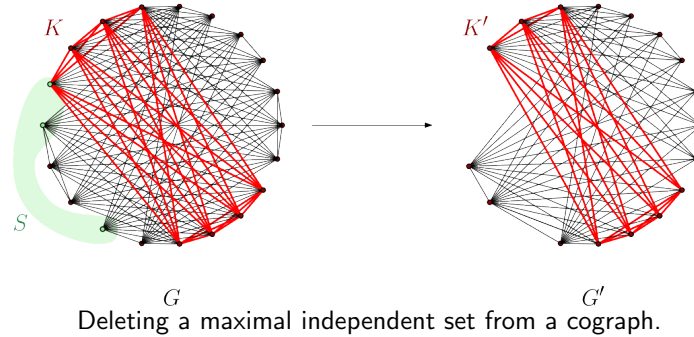 K
K′
S
G
G′
Deleting a maximal independent set from a cograph.